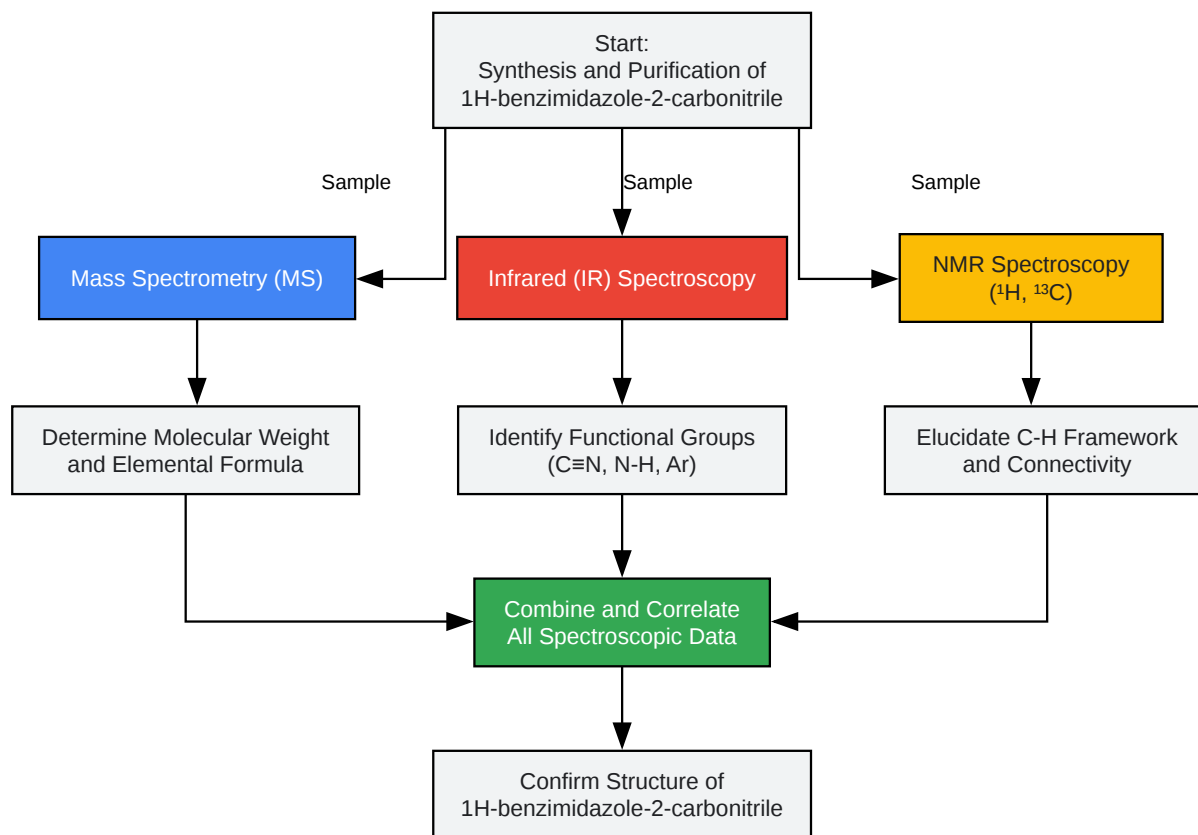 Start:
Synthesis and Purification of
1H-benzimidazole-2-carbonitrile
Sample
Sample
Sample
Mass Spectrometry (MS)
Infrared (IR) Spectroscopy
NMR Spectroscopy
(¹H, ¹³C)
Determine Molecular Weight
and Elemental Formula
Identify Functional Groups
(C≡N, N-H, Ar)
Elucidate C-H Framework
and Connectivity
Combine and Correlate
All Spectroscopic Data
Confirm Structure of
1H-benzimidazole-2-carbonitrile